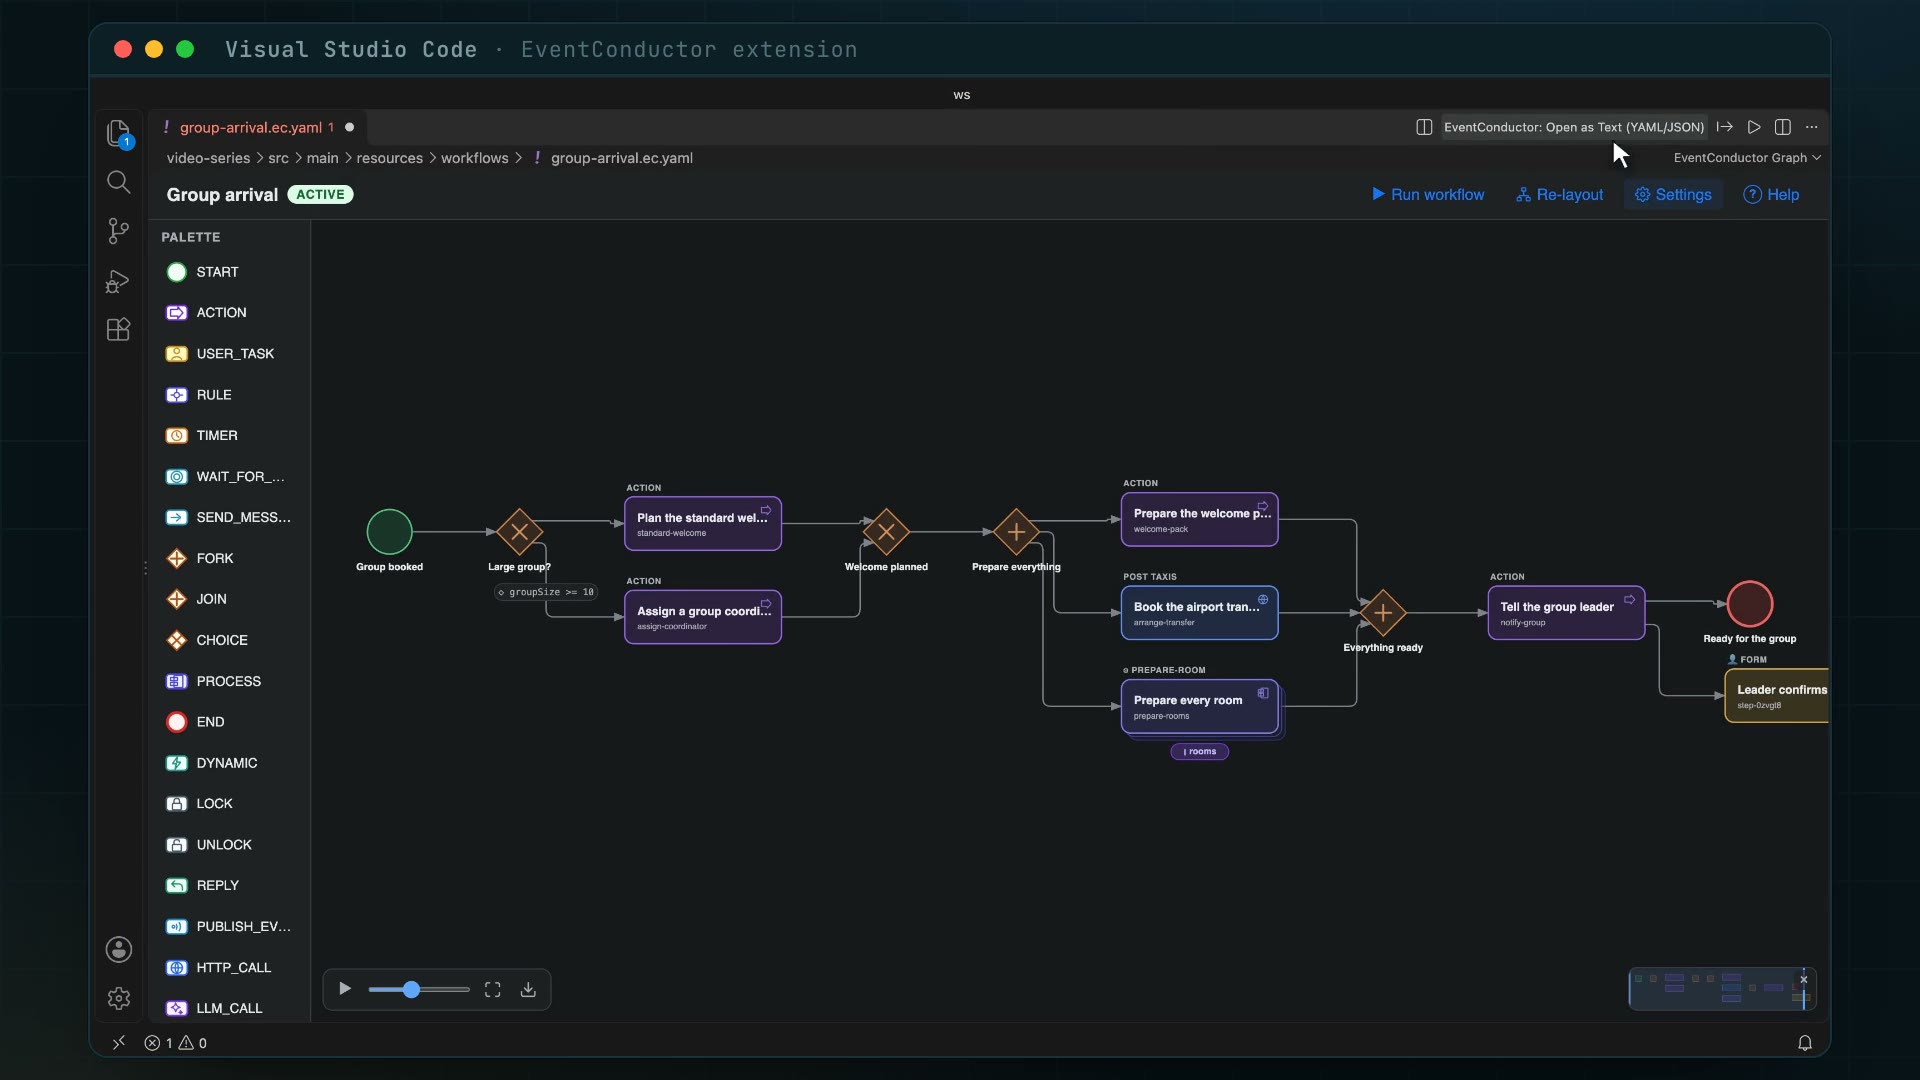 Visual Studio Code · EventConductor extension
ws
! group-arrival.ec.yaml 1
EventConductor: Open as Text (YAML/JSON)
1
video-series > src > main > resources > workflows > ! group-arrival.ec.yaml
EventConductor Graph
Group arrival ACTIVE
Run workflow
Re-layout
Settings
? Help
PALETTE
START
ACTION
USER_TASK
RULE
TIMER
WAIT_FOR_...
SEND_MESS...
FORK
JOIN
CHOICE
PROCESS
END
DYNAMIC
LOCK
UNLOCK
REPLY
PUBLISH_EV...
HTTP_CALL
LLM_CALL
Group booked
Large group?
groupSize >= 10
ACTION
Plan the standard wel...
standard-welcome
ACTION
Assign a group coordi...
assign-coordinator
Welcome planned
Prepare everything
ACTION
Prepare the welcome p...
welcome-pack
POST TAXIS
Book the airport tran...
arrange-transfer
PREPARE-ROOM
Prepare every room
prepare-rooms
rooms
Everything ready
ACTION
Tell the group leader
notify-group
Ready for the group
FORM
Leader confirms
step-0zvgt8
1 0